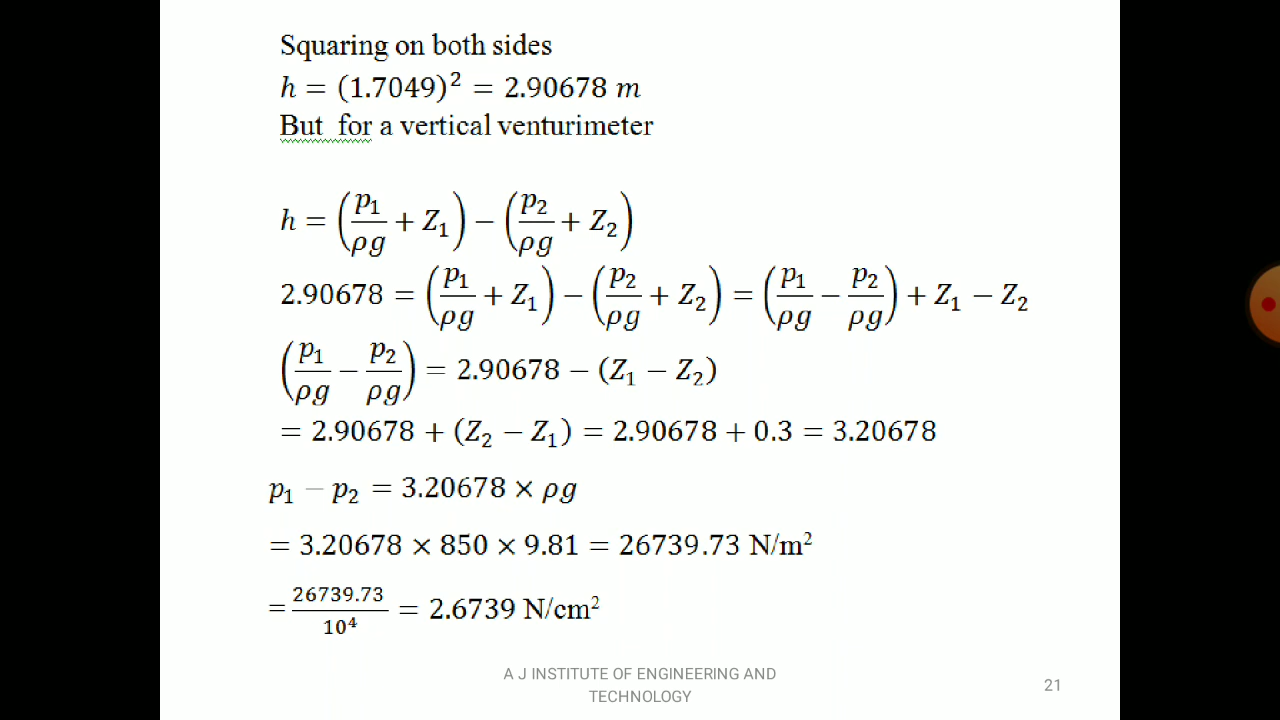 Squaring on both sides
h = (1.7049)² = 2.90678 m
But for a vertical venturimeter
h = (p₁/ρg + Z₁) − (p₂/ρg + Z₂)
2.90678 = (p₁/ρg + Z₁) − (p₂/ρg + Z₂) = (p₁/ρg − p₂/ρg) + Z₁ − Z₂
(p₁/ρg − p₂/ρg) = 2.90678 − (Z₁ − Z₂)
= 2.90678 + (Z₂ − Z₁) = 2.90678 + 0.3 = 3.20678
p₁ − p₂ = 3.20678 × ρg
= 3.20678 × 850 × 9.81 = 26739.73 N/m²
= 26739.73/10⁴ = 2.6739 N/cm²
A J INSTITUTE OF ENGINEERING AND
TECHNOLOGY
21